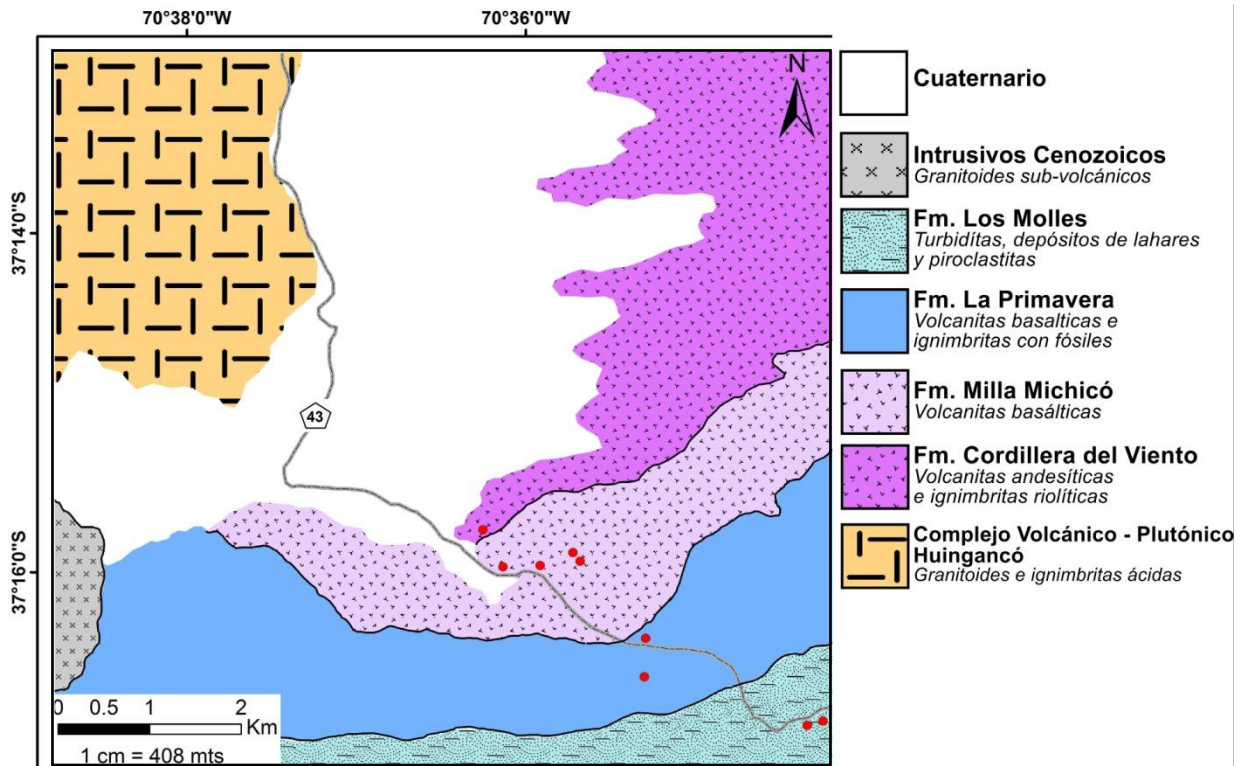 70°38'0"W
70°36'0"W
37°14'0"S
37°16'0"S
N
43
0 0.5 1 2
Km
1 cm = 408 mts
Cuaternario
Intrusivos Cenozoicos
Granitoides sub-volcánicos
Fm. Los Molles
Turbidítas, depósitos de lahares
y piroclastitas
Fm. La Primavera
Volcanitas basalticas e
ignimbritas con fósiles
Fm. Milla Michicó
Volcanitas basálticas
Fm. Cordillera del Viento
Volcanitas andesíticas
e ignimbritas riolíticas
Complejo Volcánico - Plutónico
Huingancó
Granitoides e ignimbritas ácidas